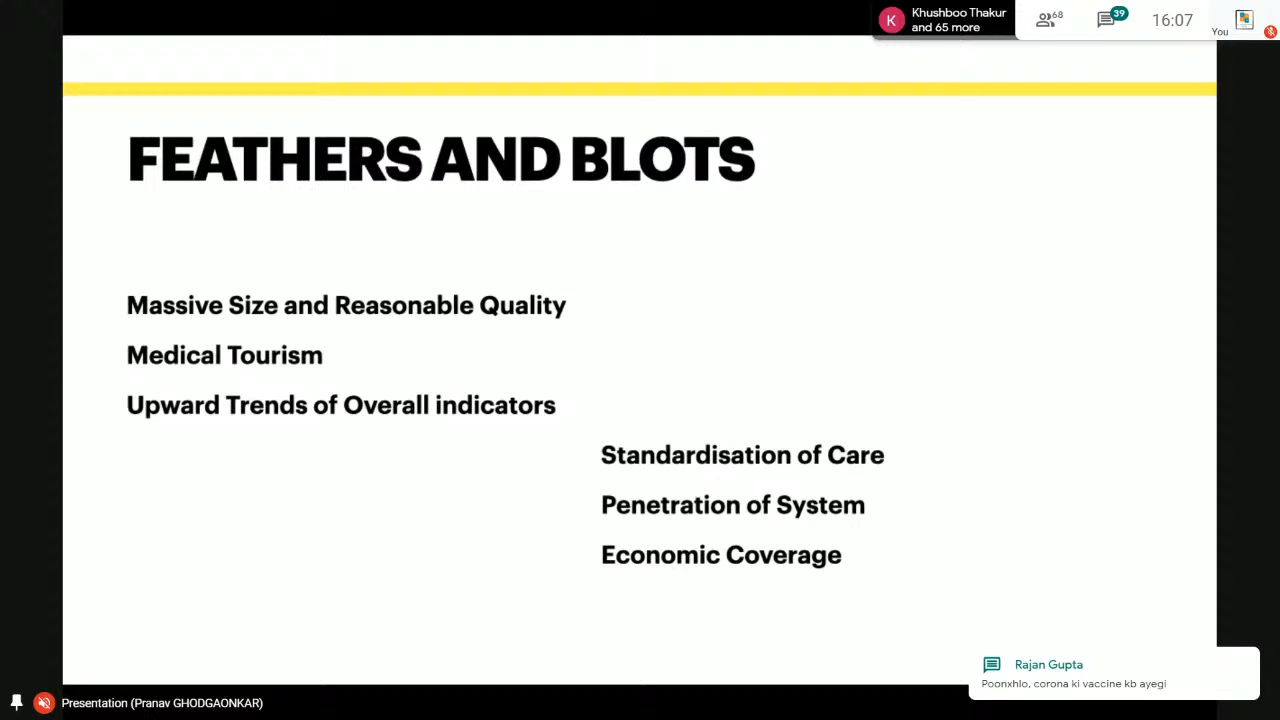 K
Khushboo Thakur
and 65 more
68
39
16:07
You
FEATHERS AND BLOTS
Massive Size and Reasonable Quality
Medical Tourism
Upward Trends of Overall indicators
Standardisation of Care
Penetration of System
Economic Coverage
Rajan Gupta
Poonxhlo, corona ki vaccine kb ayegi
Presentation (Pranav GHODGAONKAR)